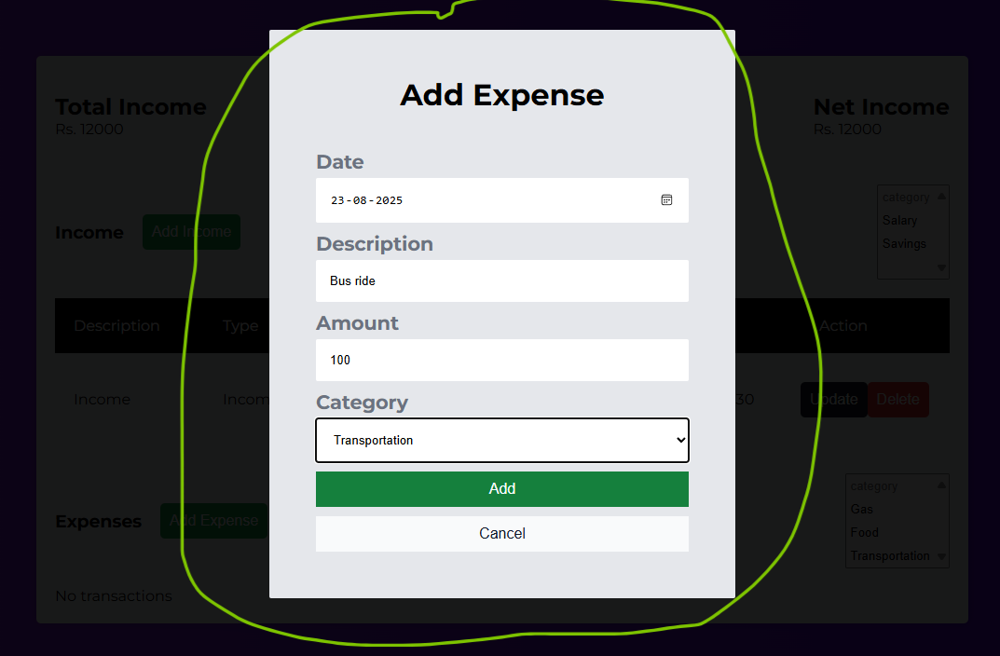 Add Expense
Total Income
Rs. 12000
Net Income
Rs. 12000
Date
23-08-2025
Description
Bus ride
Amount
100
Category
Transportation
Add
Cancel
Income
Add Income
category
Salary
Savings
Description
Type
Action
Income
Incom
30
Update
Delete
Expenses
Add Expense
category
Gas
Food
Transportation
No transactions